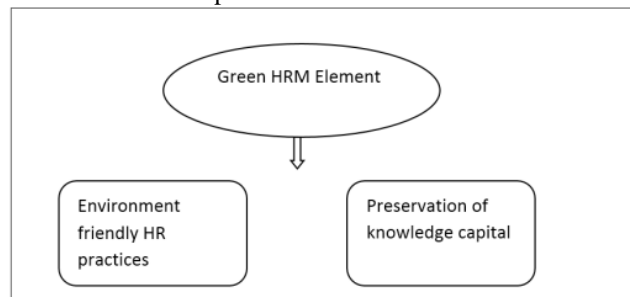 Green HRM Element
Environment
friendly HR
practices
Preservation of
knowledge capital